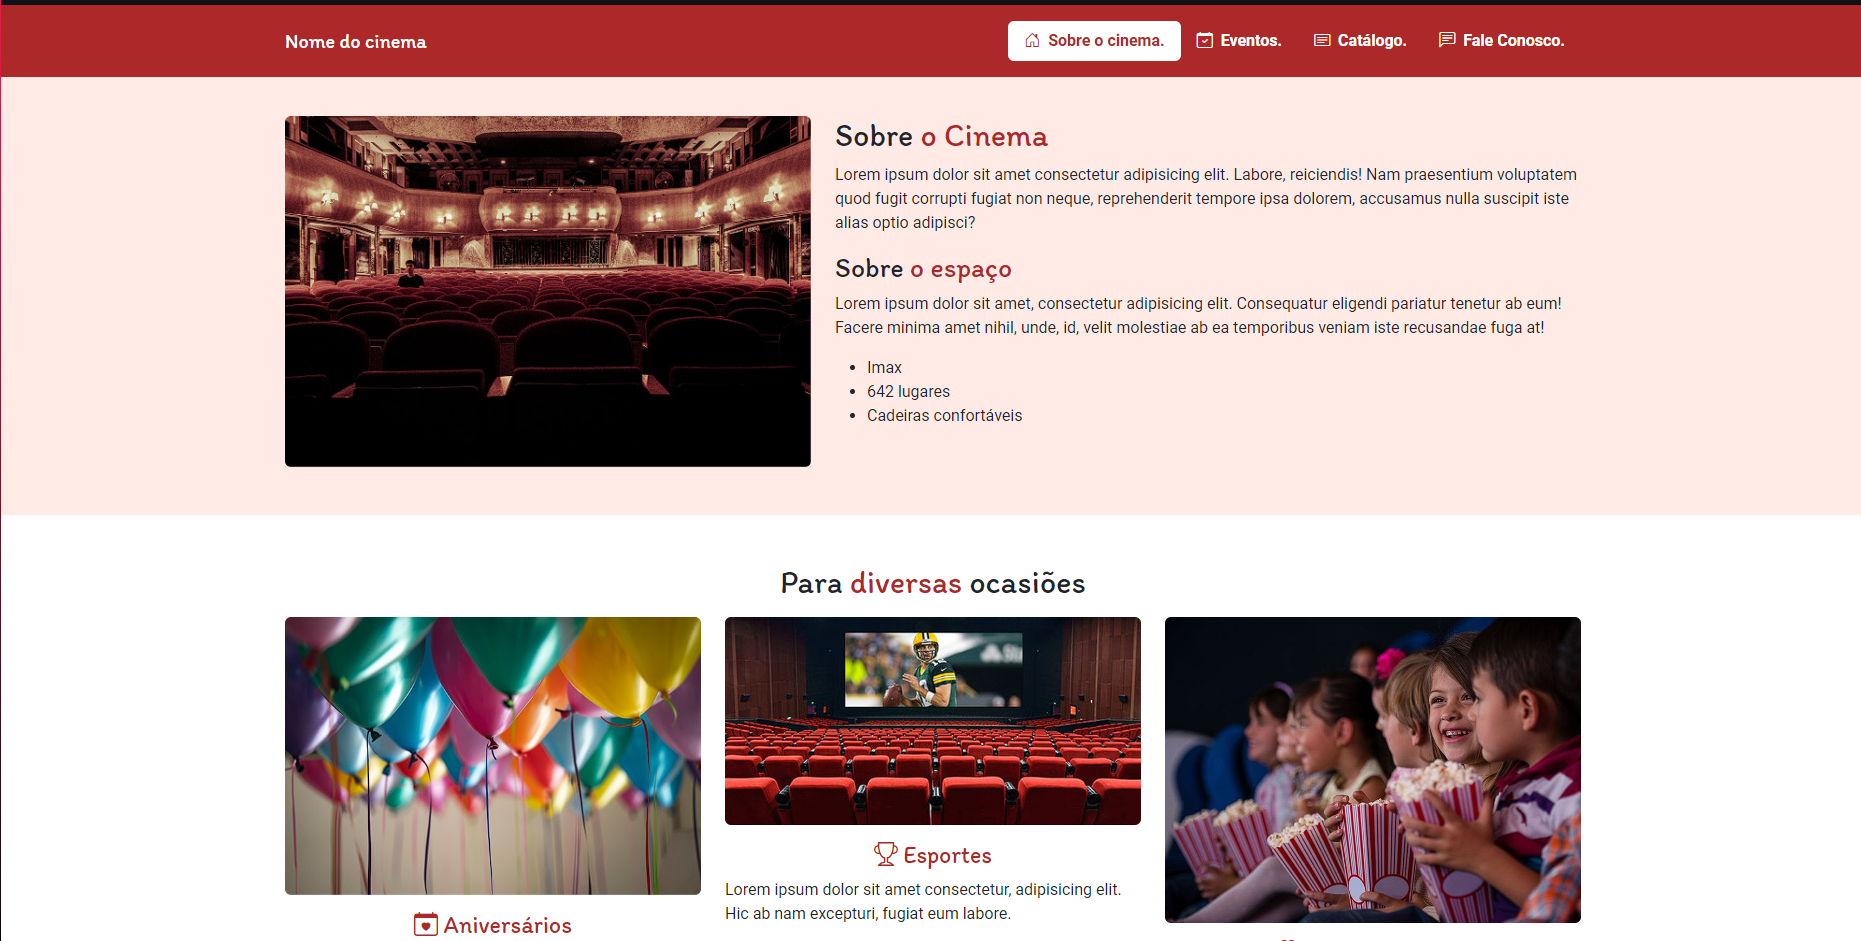 Nome do cinema
Sobre o cinema.
Eventos.
Catálogo.
Fale Conosco.
Sobre o Cinema
Lorem ipsum dolor sit amet consectetur adipisicing elit. Labore, reiciendis! Nam praesentium voluptatem
quod fugit corrupti fugiat non neque, reprehenderit tempore ipsa dolorem, accusamus nulla suscipit iste
alias optio adipisci?
Sobre o espaço
Lorem ipsum dolor sit amet, consectetur adipisicing elit. Consequatur eligendi pariatur tenetur ab eum!
Facere minima amet nihil, unde, id, velit molestiae ab ea temporibus veniam iste recusandae fuga at!
Imax
642 lugares
Cadeiras confortáveis
Para diversas ocasiões
Aniversários
Esportes
Lorem ipsum dolor sit amet consectetur, adipisicing elit.
Hic ab nam excepturi, fugiat eum labore.